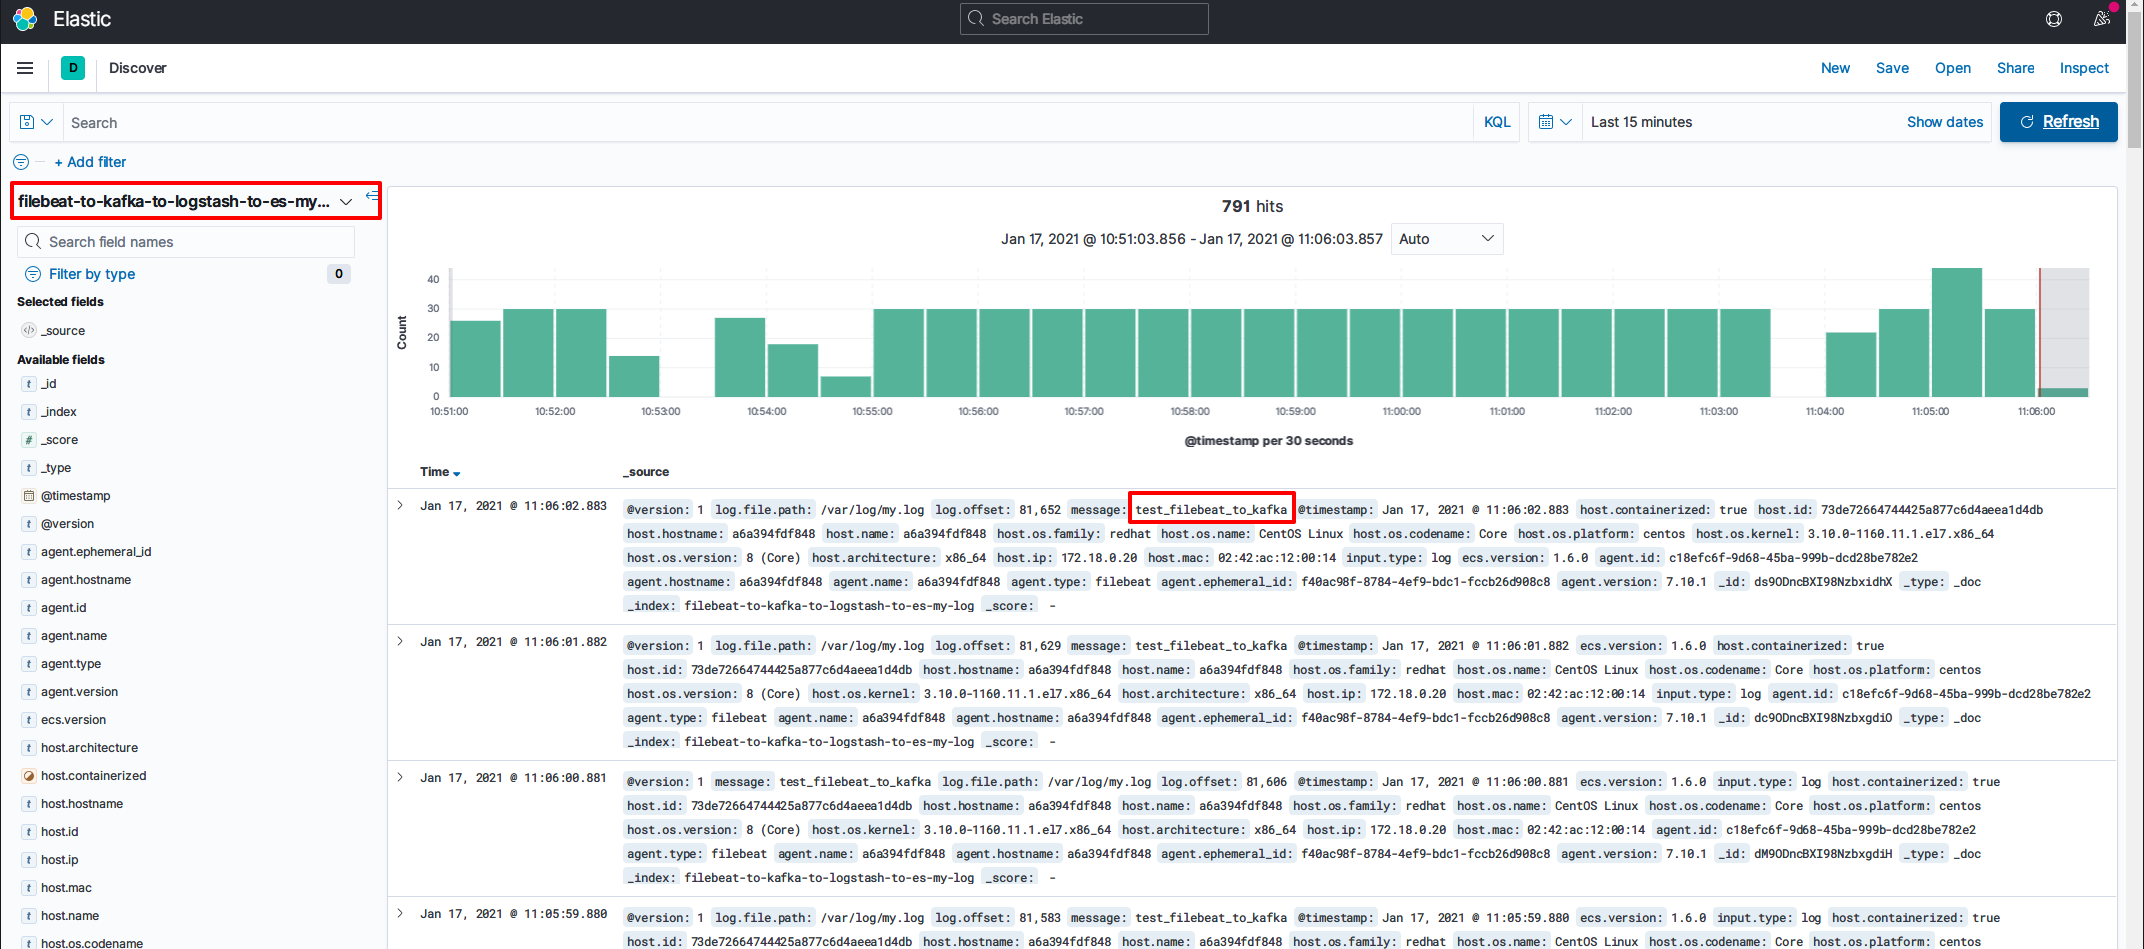 Elastic
Search Elastic
D
Discover
New Save Open Share Inspect
Search
KQL
Last 15 minutes
Show dates
Refresh
+ Add filter
filebeat-to-kafka-to-logstash-to-es-my...
Search field names
Filter by type 0
Selected fields
_source
Available fields
t _id
t _index
# _score
t _type
@timestamp
t @version
t agent.ephemeral_id
t agent.hostname
t agent.id
t agent.name
t agent.type
t agent.version
t ecs.version
t host.architecture
host.containerized
t host.hostname
t host.id
t host.ip
t host.mac
t host.name
t host.os.codename
791 hits
Jan 17, 2021 @ 10:51:03.856 - Jan 17, 2021 @ 11:06:03.857
Auto
Count
40
30
20
10
0
10:51:00 10:52:00 10:53:00 10:54:00 10:55:00 10:56:00 10:57:00 10:58:00 10:59:00 11:00:00 11:01:00 11:02:00 11:03:00 11:04:00 11:05:00 11:06:00
@timestamp per 30 seconds
Time _source
Jan 17, 2021 @ 11:06:02.883 @version: 1 log.file.path: /var/log/my.log log.offset: 81,652 message: test_filebeat_to_kafka @timestamp: Jan 17, 2021 @ 11:06:02.883 host.containerized: true host.id: 73de72664744425a877c6d4aeea1d4db
host.hostname: a6a394fdf848 host.name: a6a394fdf848 host.os.family: redhat host.os.name: CentOS Linux host.os.codename: Core host.os.platform: centos host.os.kernel: 3.10.0-1160.11.1.el7.x86_64
host.os.version: 8 (Core) host.architecture: x86_64 host.ip: 172.18.0.20 host.mac: 02:42:ac:12:00:14 input.type: log ecs.version: 1.6.0 agent.id: c18efc6f-9d68-45ba-999b-dcd28be782e2
agent.hostname: a6a394fdf848 agent.name: a6a394fdf848 agent.type: filebeat agent.ephemeral_id: f40ac98f-8784-4ef9-bdc1-fccb26d908c8 agent.version: 7.10.1 _id: ds9ODncBXI98NzbxidhX _type: _doc
_index: filebeat-to-kafka-to-logstash-to-es-my-log _score: -
Jan 17, 2021 @ 11:06:01.882 @version: 1 log.file.path: /var/log/my.log log.offset: 81,629 message: test_filebeat_to_kafka @timestamp: Jan 17, 2021 @ 11:06:01.882 ecs.version: 1.6.0 host.containerized: true
host.id: 73de72664744425a877c6d4aeea1d4db host.hostname: a6a394fdf848 host.name: a6a394fdf848 host.os.family: redhat host.os.name: CentOS Linux host.os.codename: Core host.os.platform: centos
host.os.version: 8 (Core) host.os.kernel: 3.10.0-1160.11.1.el7.x86_64 host.architecture: x86_64 host.ip: 172.18.0.20 host.mac: 02:42:ac:12:00:14 input.type: log agent.id: c18efc6f-9d68-45ba-999b-dcd28be782e2
agent.type: filebeat agent.name: a6a394fdf848 agent.hostname: a6a394fdf848 agent.ephemeral_id: f40ac98f-8784-4ef9-bdc1-fccb26d908c8 agent.version: 7.10.1 _id: dc9ODncBXI98NzbxgdiO _type: _doc
_index: filebeat-to-kafka-to-logstash-to-es-my-log _score: -
Jan 17, 2021 @ 11:06:00.881 @version: 1 message: test_filebeat_to_kafka log.file.path: /var/log/my.log log.offset: 81,606 @timestamp: Jan 17, 2021 @ 11:06:00.881 ecs.version: 1.6.0 input.type: log host.containerized: true
host.id: 73de72664744425a877c6d4aeea1d4db host.hostname: a6a394fdf848 host.name: a6a394fdf848 host.os.family: redhat host.os.name: CentOS Linux host.os.codename: Core host.os.platform: centos
host.os.version: 8 (Core) host.os.kernel: 3.10.0-1160.11.1.el7.x86_64 host.architecture: x86_64 host.ip: 172.18.0.20 host.mac: 02:42:ac:12:00:14 agent.id: c18efc6f-9d68-45ba-999b-dcd28be782e2
agent.type: filebeat agent.name: a6a394fdf848 agent.hostname: a6a394fdf848 agent.ephemeral_id: f40ac98f-8784-4ef9-bdc1-fccb26d908c8 agent.version: 7.10.1 _id: dM9ODncBXI98NzbxgdiH _type: _doc
_index: filebeat-to-kafka-to-logstash-to-es-my-log _score: -
Jan 17, 2021 @ 11:05:59.880 @version: 1 log.file.path: /var/log/my.log log.offset: 81,583 message: test_filebeat_to_kafka @timestamp: Jan 17, 2021 @ 11:05:59.880 ecs.version: 1.6.0 input.type: log host.containerized: true
host.id: 73de72664744425a877c6d4aeea1d4db host.hostname: a6a394fdf848 host.name: a6a394fdf848 host.os.family: redhat host.os.name: CentOS Linux host.os.codename: Core host.os.platform: centos